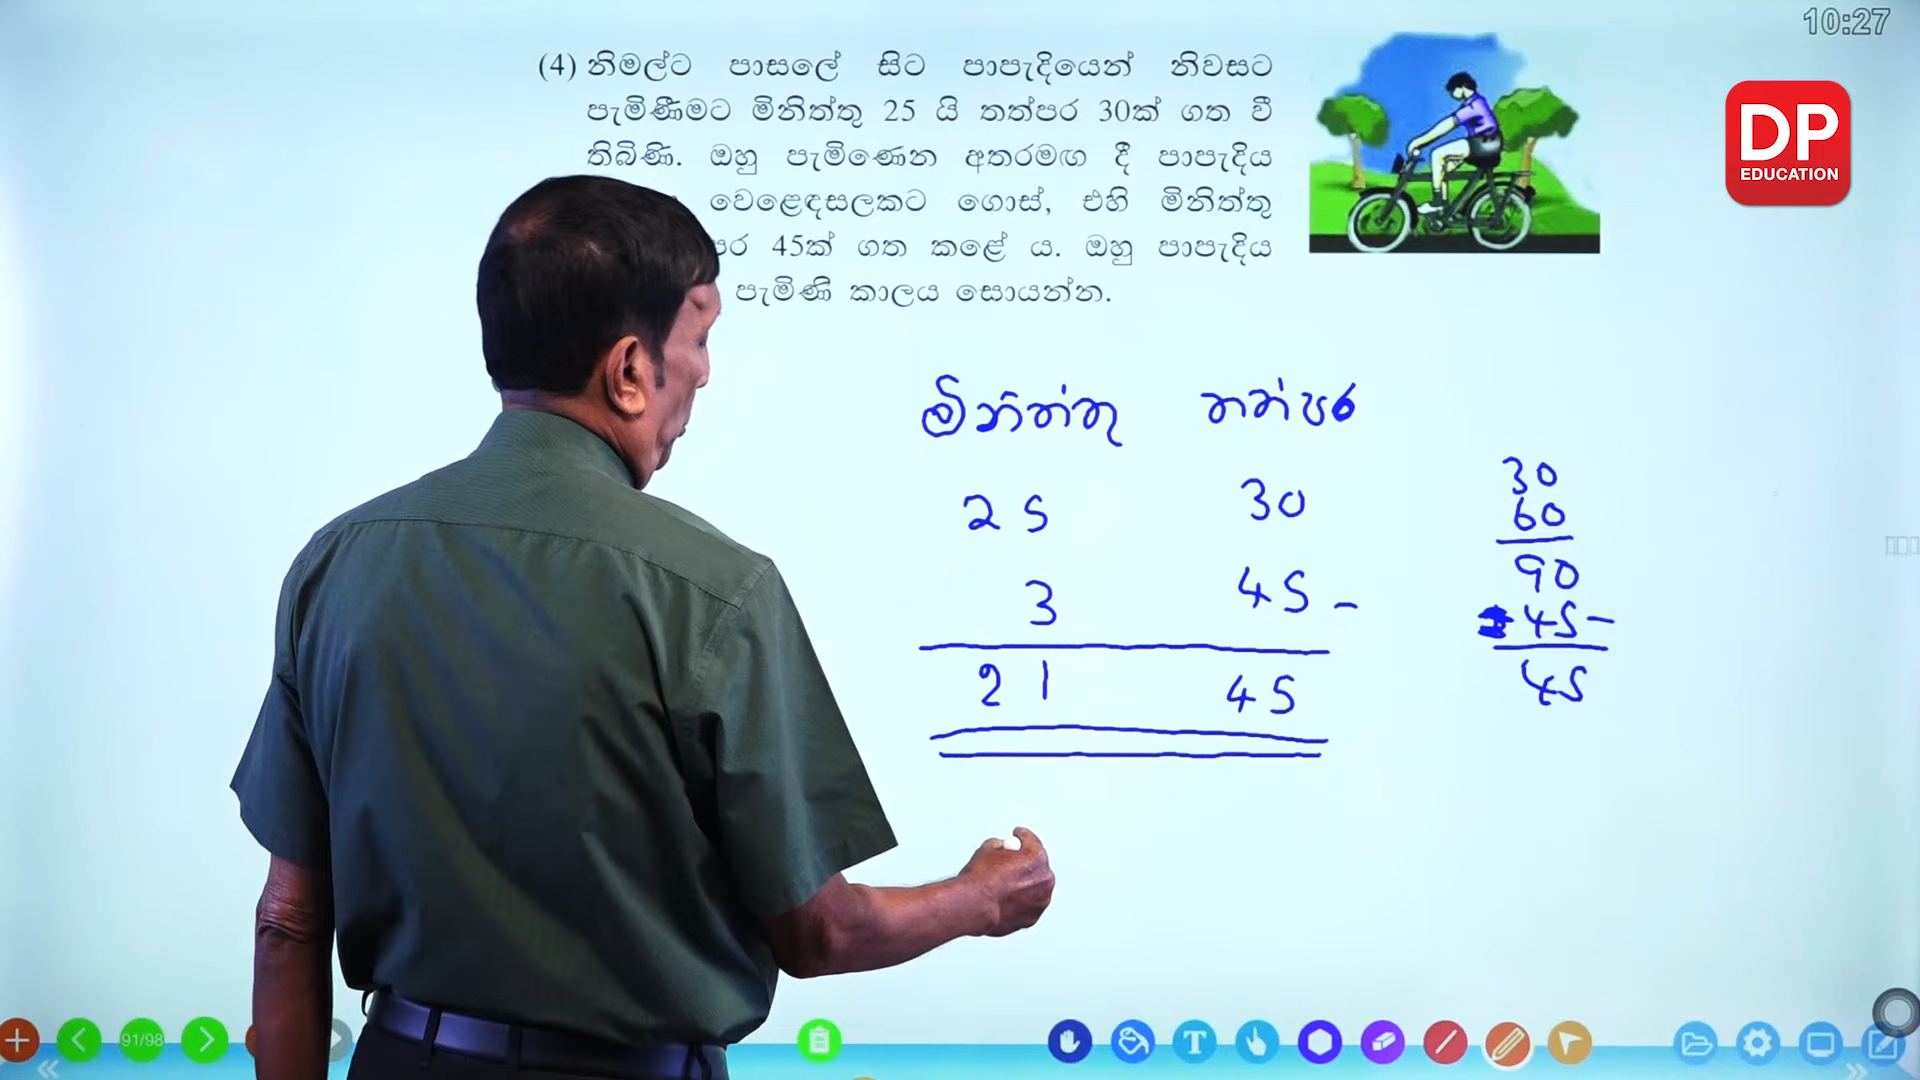 10:27
(4) නිමල්ට පාසලේ සිට පාපැදියෙන් නිවසට
පැමිණීමට මිනිත්තු 25 යි තත්පර 30ක් ගත වී
තිබිණි. ඔහු පැමිණෙන අතරමඟ දී පාපැදිය
වෙළෙඳසලකට ගොස්, එහි මිනිත්තු
45ක් ගත කළේ ය. ඔහු පාපැදිය
පැමිණි කාලය සොයන්න.
DP
EDUCATION
මිනිත්තු තත්පර
25 30
3 45 -
21 45
30
60
90
45 -
45
91/98
T